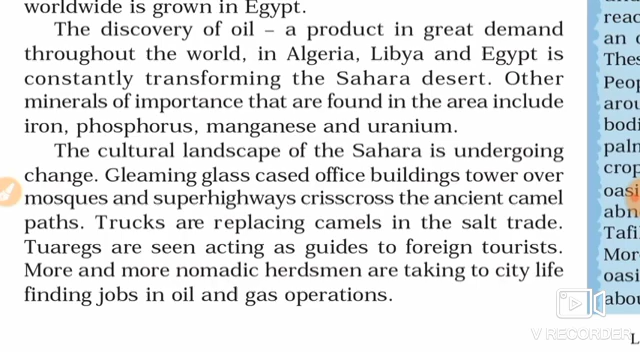 worldwide is grown in Egypt.
The discovery of oil – a product in great demand
throughout the world, in Algeria, Libya and Egypt is
constantly transforming the Sahara desert. Other
minerals of importance that are found in the area include
iron, phosphorus, manganese and uranium.
The cultural landscape of the Sahara is undergoing
change. Gleaming glass cased office buildings tower over
mosques and superhighways crisscross the ancient camel
paths. Trucks are replacing camels in the salt trade.
Tuaregs are seen acting as guides to foreign tourists.
More and more nomadic herdsmen are taking to city life
finding jobs in oil and gas operations.
an
V RECORDER